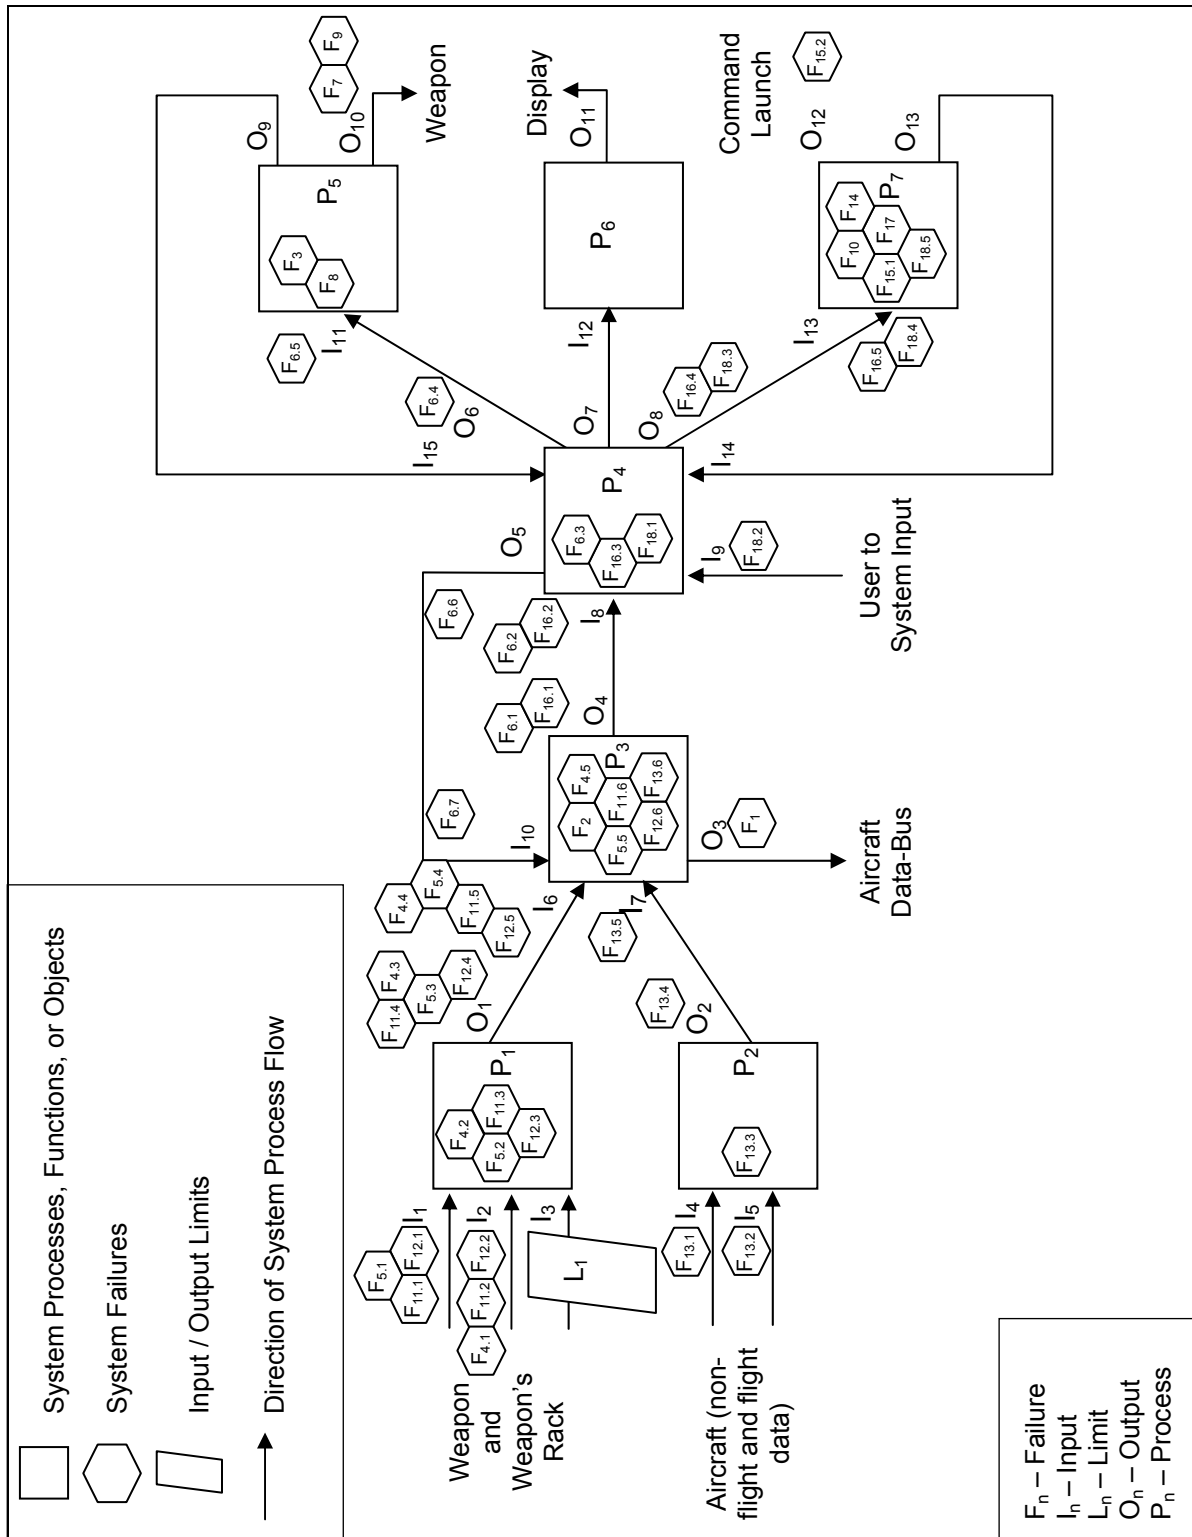 System Processes, Functions, or Objects
System Failures
Input / Output Limits
Direction of System Process Flow
Weapon
and
Weapon's
Rack
F₅.₁
F₁₁.₁
F₁₂.₁
I₁
F₄.₁
F₁₁.₂
F₁₂.₂
I₂
L₁
I₃
Aircraft (non-
flight and flight
data)
F₁₃.₁
I₄
F₁₃.₂
I₅
P₁
F₄.₂
F₁₁.₃
F₅.₂
F₁₂.₃
P₂
F₁₃.₃
F₁₁.₄
F₄.₃
F₅.₃
F₁₂.₄
O₁
F₄.₄
F₅.₄
F₁₁.₅
F₁₂.₅
I₆
F₁₃.₄
O₂
F₁₃.₅
I₇
F₆.₇
I₁₀
P₃
F₂
F₄.₅
F₅.₅
F₁₁.₆
F₁₂.₆
F₁₃.₆
O₃
F₁
Aircraft
Data-Bus
F₆.₁
F₁₆.₁
O₄
F₆.₂
F₁₆.₂
I₈
F₆.₆
O₅
P₄
F₆.₃
F₁₆.₃
F₁₈.₁
I₉
F₁₈.₂
User to
System Input
I₁₅
I₁₄
F₆.₄
O₆
O₇
O₈
F₁₆.₄
F₁₈.₃
F₆.₅
I₁₁
I₁₂
I₁₃
F₁₆.₅
F₁₈.₄
P₅
F₃
F₈
O₉
O₁₀
F₇
F₉
Weapon
P₆
O₁₁
Display
P₇
F₁₀
F₁₄
F₁₅.₁
F₁₇
F₁₈.₅
O₁₂
Command
Launch
F₁₅.₂
O₁₃
Fₙ – Failure
Iₙ – Input
Lₙ – Limit
Oₙ – Output
Pₙ – Process